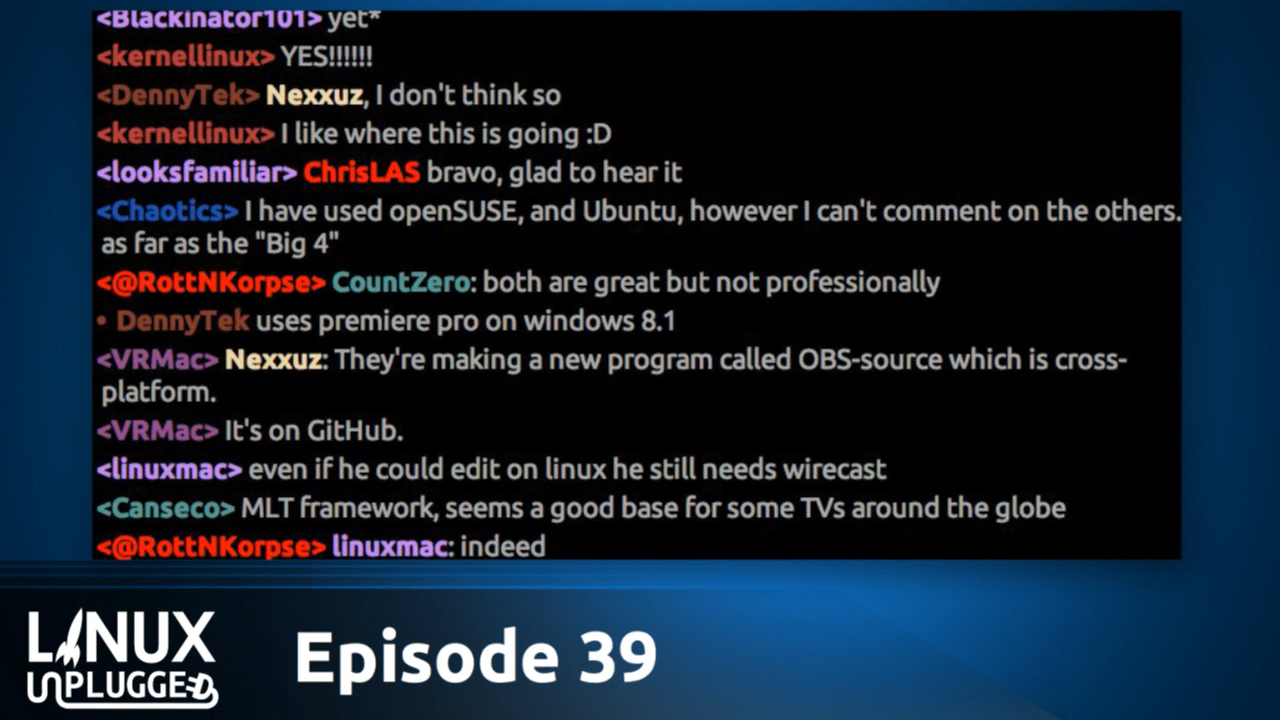 <Blackinator101> yet*
<kernellinux> YES!!!!!!
<DennyTek> Nexxuz, I don't think so
<kernellinux> I like where this is going :D
<looksfamiliar> ChrisLAS bravo, glad to hear it
<Chaotics> I have used openSUSE, and Ubuntu, however I can't comment on the others.
as far as the "Big 4"
<@RottNKorpse> CountZero: both are great but not professionally
• DennyTek uses premiere pro on windows 8.1
<VRMac> Nexxuz: They're making a new program called OBS-source which is cross-
platform.
<VRMac> It's on GitHub.
<linuxmac> even if he could edit on linux he still needs wirecast
<Canseco> MLT framework, seems a good base for some TVs around the globe
<@RottNKorpse> linuxmac: indeed
LINUX
UNPLUGGED
Episode 39